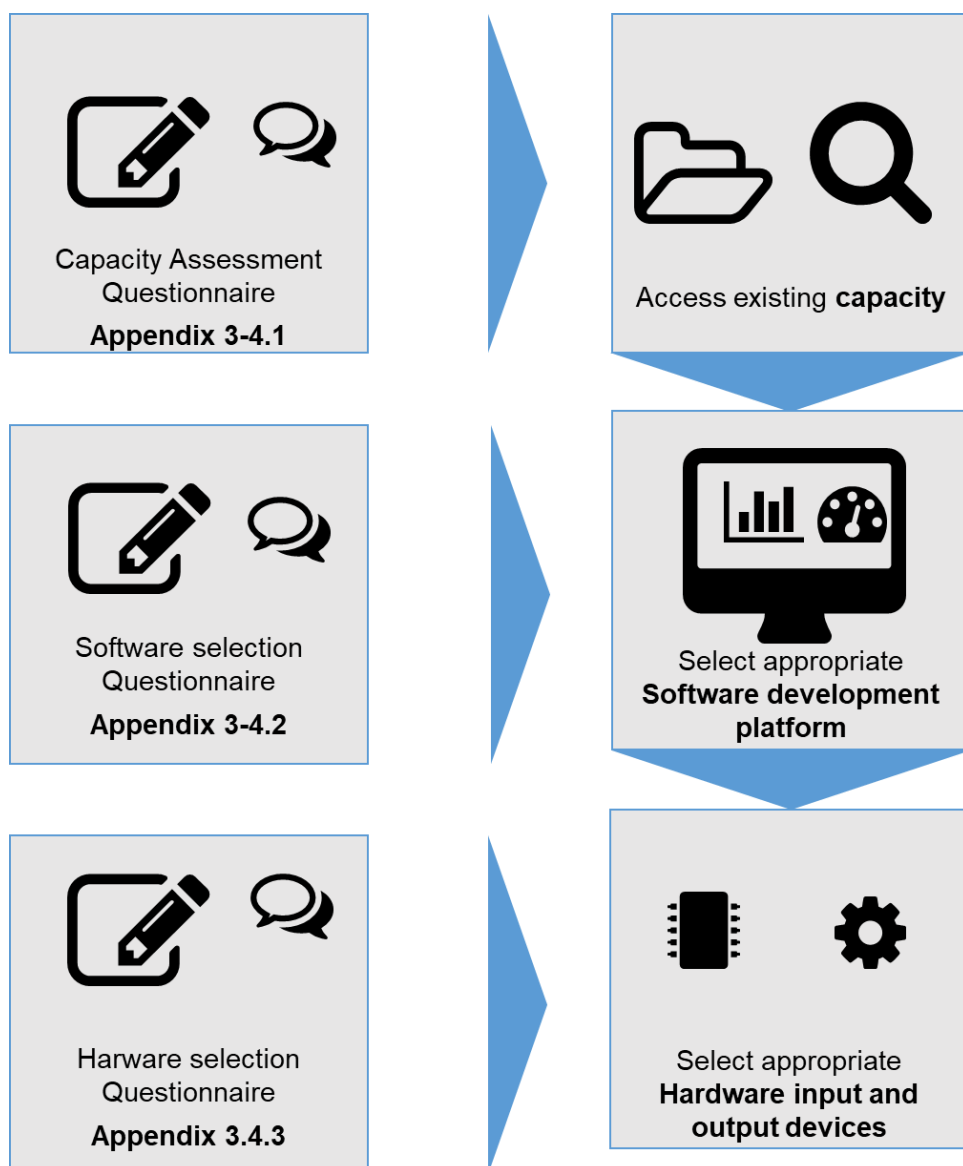 Capacity Assessment
Questionnaire
Appendix 3-4.1
Access existing capacity
Software selection
Questionnaire
Appendix 3-4.2
Select appropriate
Software development
platform
Harware selection
Questionnaire
Appendix 3.4.3
Select appropriate
Hardware input and
output devices